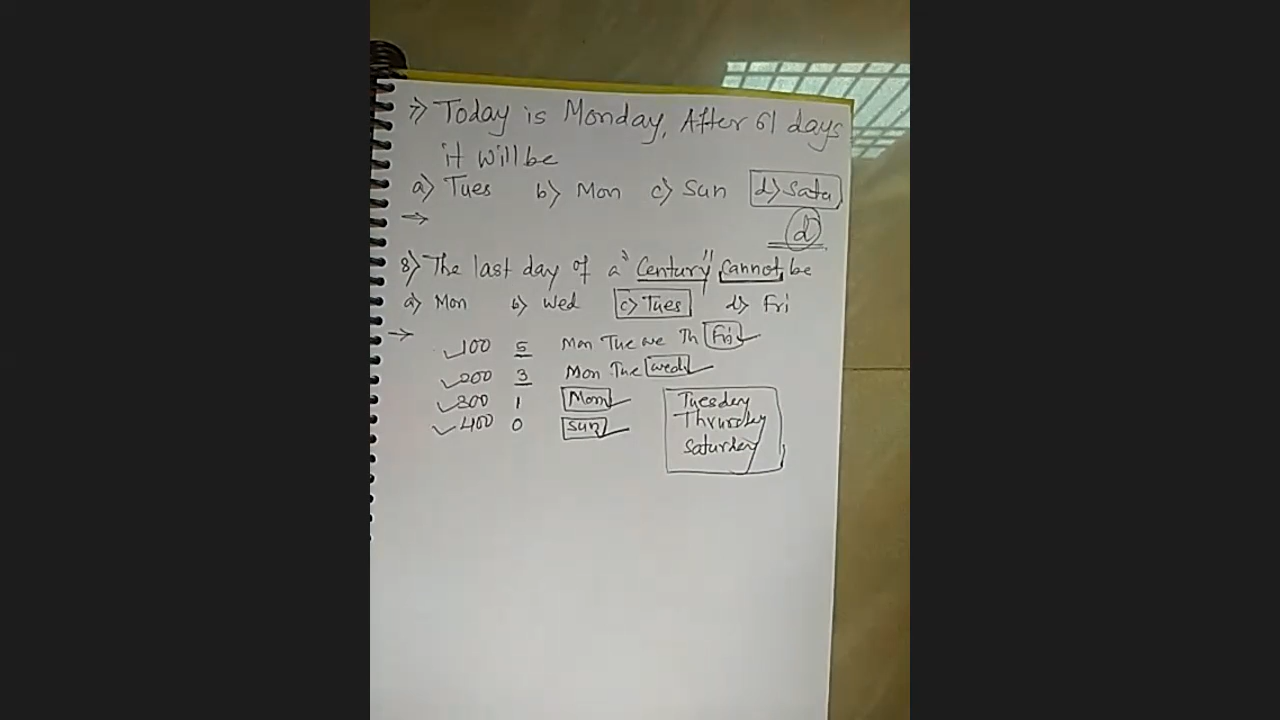 7) Today is Monday, After 61 days
it will be
a) Tues b) Mon c) Sun d) Satu
⇒ d
8) The last day of a "Century" cannot be
a) Mon b) Wed c) Tues d) Fri
⇒
100 5 Mon Tue we Th Fri
200 3 Mon Tue wed
300 1 Mon
400 0 Sun
Tuesday
Thrusday
Saturday